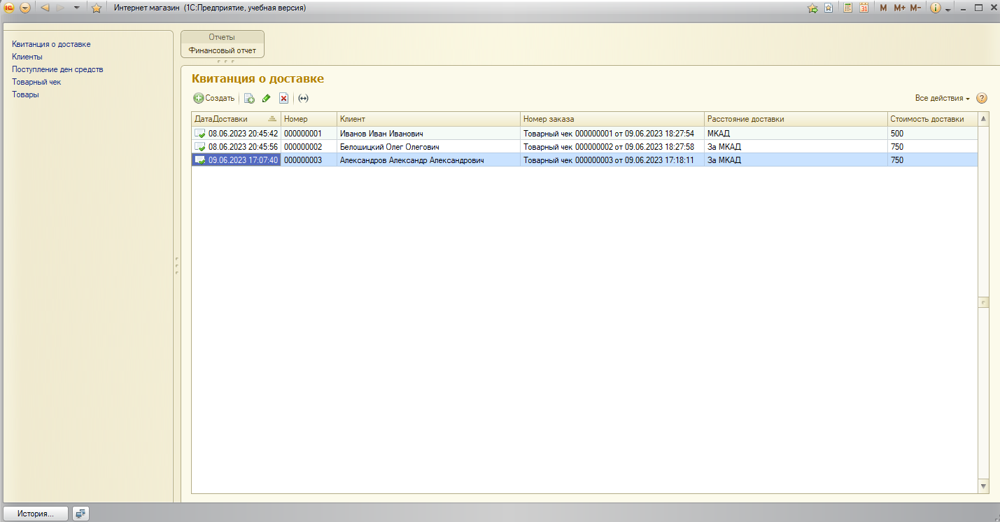 1С Интернет магазин (1С:Предприятие, учебная версия) 31 M M+ M-
Квитанция о доставке
Клиенты
Поступление ден средств
Товарный чек
Товары
Отчеты
Финансовый отчет
Квитанция о доставке
Создать Все действия ?
ДатаДоставки Номер Клиент Номер заказа Расстояние доставки Стоимость доставки
08.06.2023 20:45:42 000000001 Иванов Иван Иванович Товарный чек 000000001 от 09.06.2023 18:27:54 МКАД 500
08.06.2023 20:45:56 000000002 Белошицкий Олег Олегович Товарный чек 000000002 от 09.06.2023 18:27:58 За МКАД 750
09.06.2023 17:07:40 000000003 Александров Александр Александрович Товарный чек 000000003 от 09.06.2023 17:18:11 За МКАД 750
История...